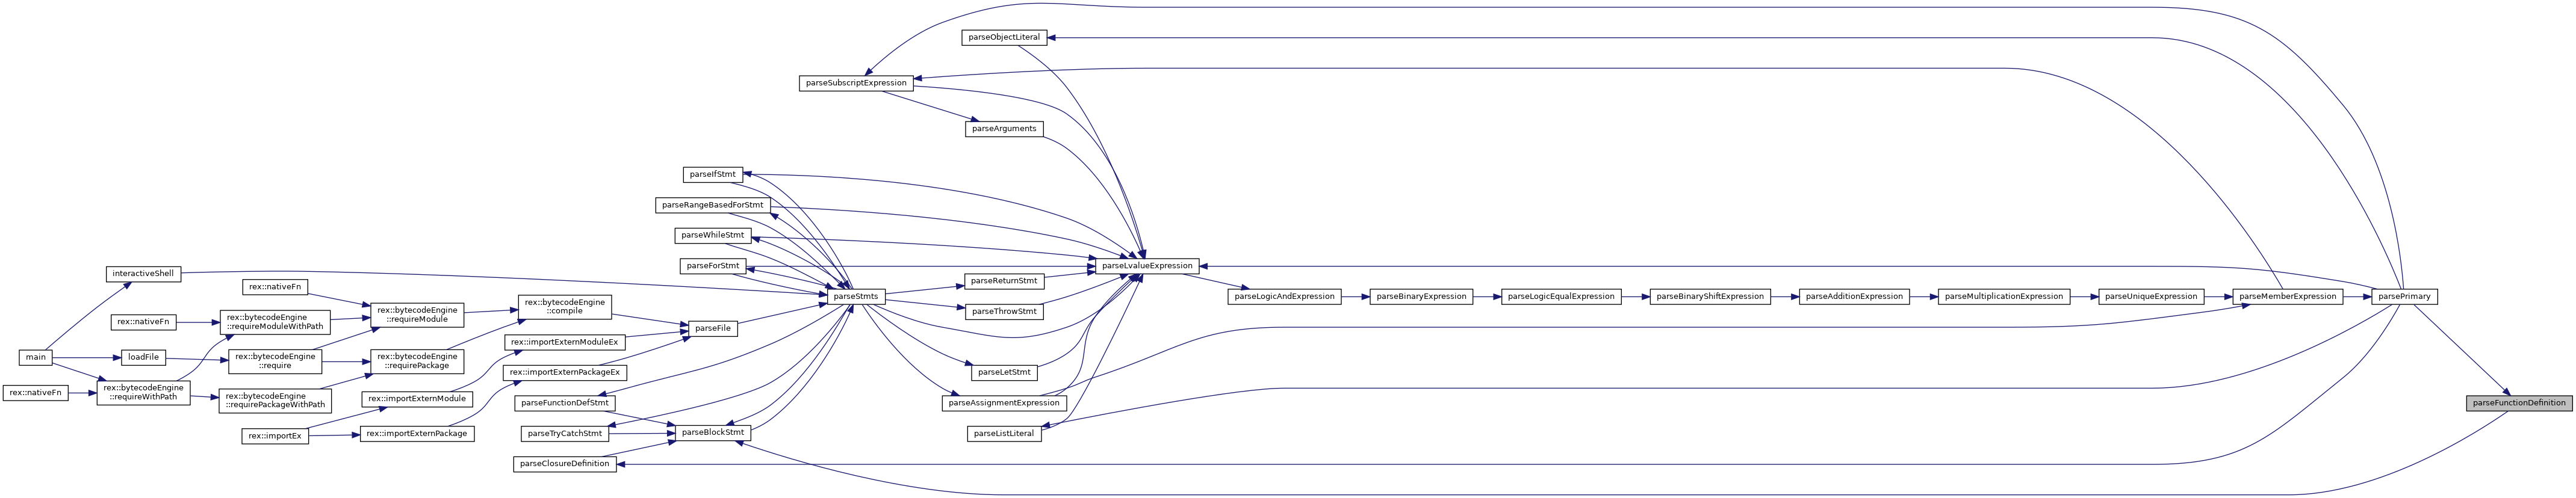 parseObjectLiteral
parseSubscriptExpression
parseArguments
parseIfStmt
parseRangeBasedForStmt
parseWhileStmt
parseForStmt
parseLvalueExpression
interactiveShell
parseReturnStmt
rex::nativeFn
parseStmts
parseLogicAndExpression
parseBinaryExpression
parseLogicEqualExpression
parseBinaryShiftExpression
parseAdditionExpression
parseMultiplicationExpression
parseUniqueExpression
parseMemberExpression
parsePrimary
rex::bytecodeEngine
::compile
rex::bytecodeEngine
::requireModule
parseThrowStmt
rex::nativeFn
rex::bytecodeEngine
::requireModuleWithPath
parseFile
rex::importExternModuleEx
main
loadFile
rex::bytecodeEngine
::require
rex::bytecodeEngine
::requirePackage
rex::importExternPackageEx
parseLetStmt
rex::nativeFn
rex::bytecodeEngine
::requireWithPath
rex::bytecodeEngine
::requirePackageWithPath
rex::importExternModule
parseFunctionDefStmt
parseAssignmentExpression
parseFunctionDefinition
rex::importEx
rex::importExternPackage
parseTryCatchStmt
parseBlockStmt
parseListLiteral
parseClosureDefinition